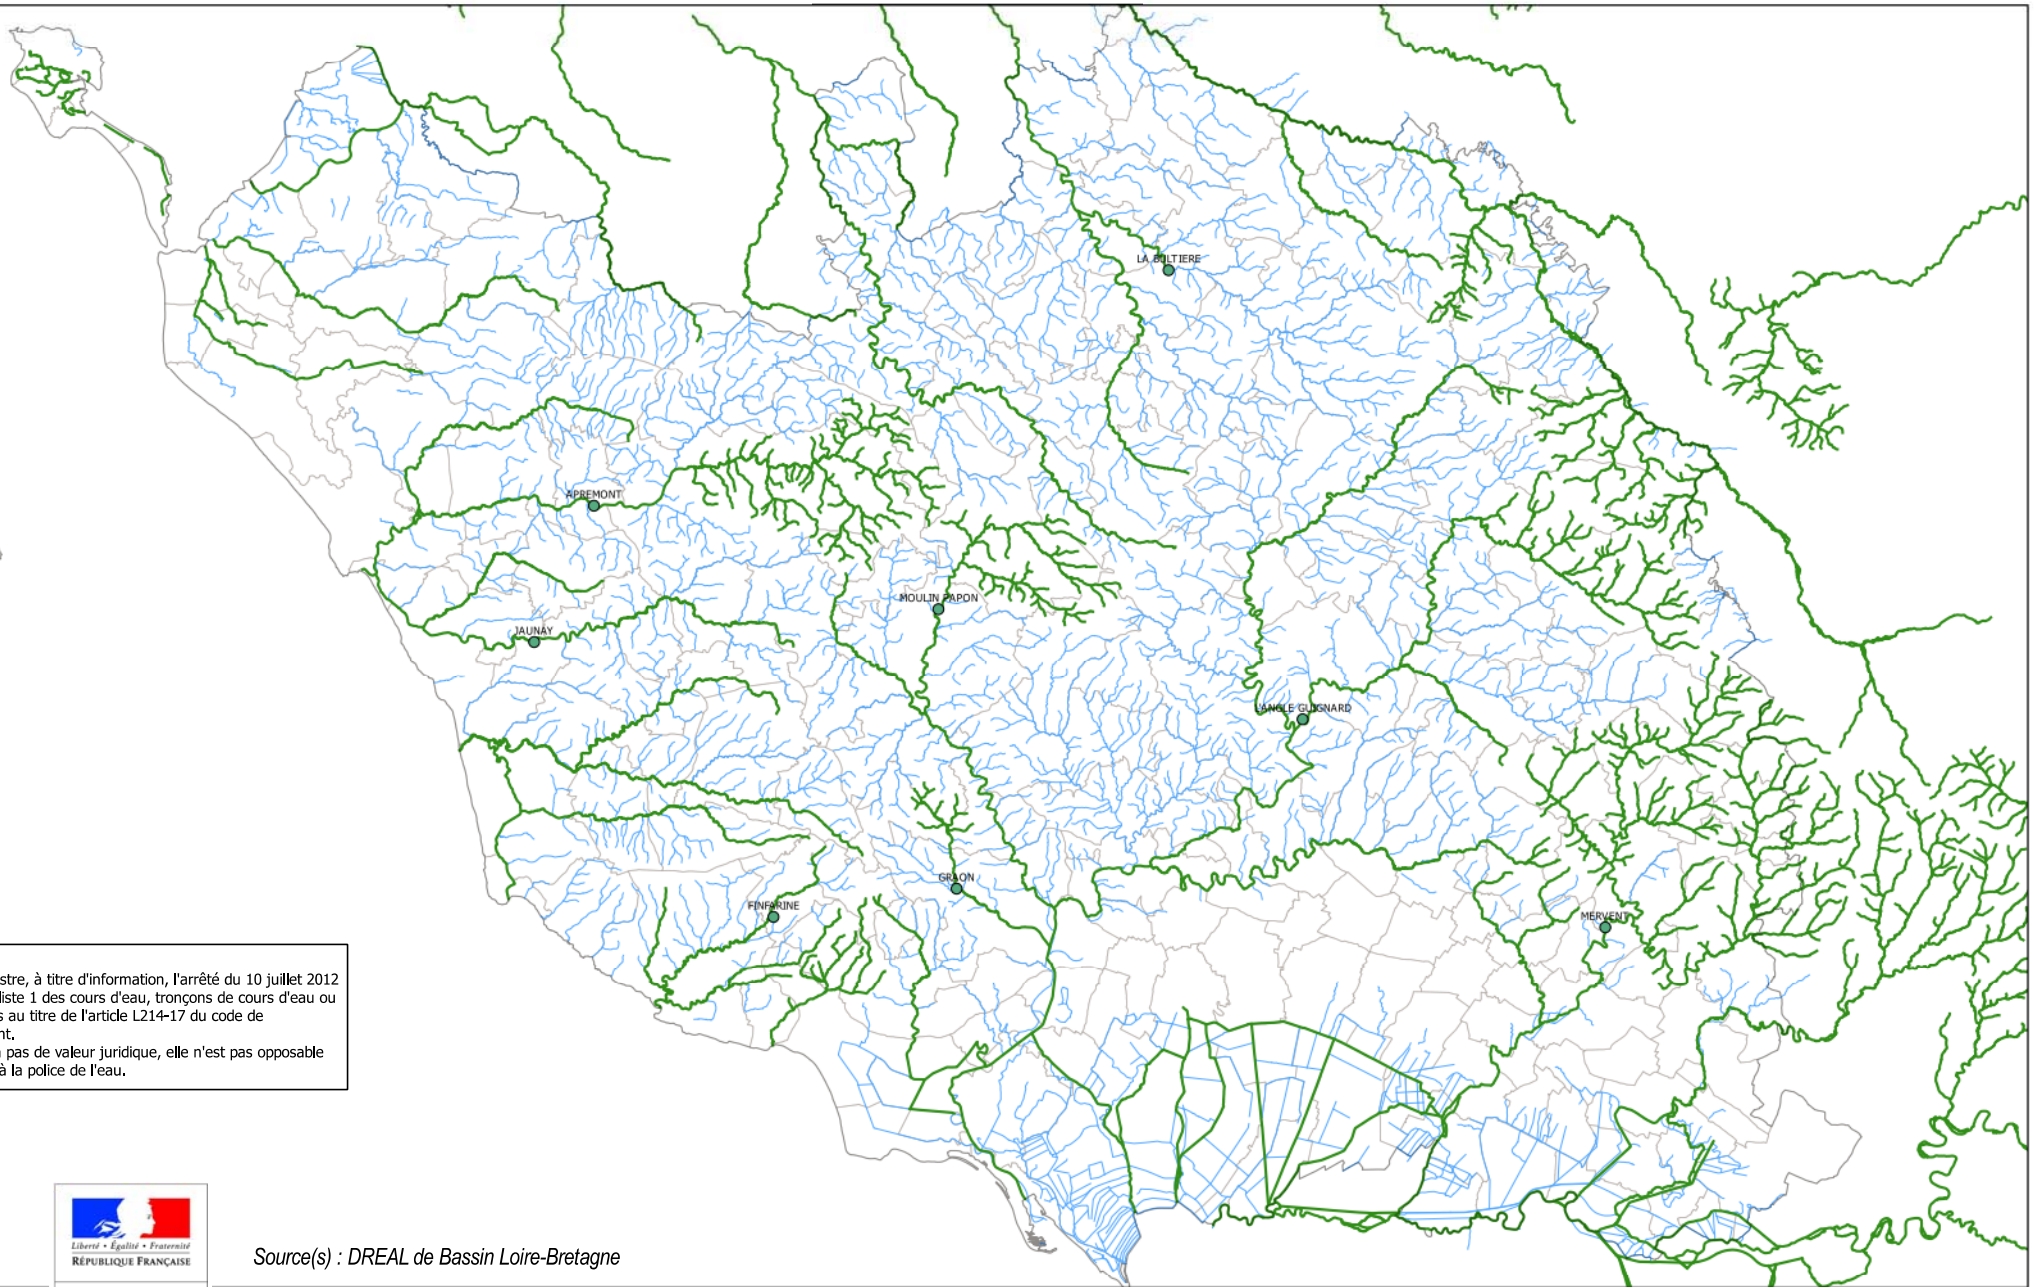 LA BULTIERE
APREMONT
MOULIN PAPON
JAUNAY
L'ANGLE GUIGNARD
GRAON
FINFARINE
MERVENT
stre, à titre d'information, l'arrêté du 10 juillet 2012
liste 1 des cours d'eau, tronçons de cours d'eau ou
s au titre de l'article L214-17 du code de
nt.
pas de valeur juridique, elle n'est pas opposable
à la police de l'eau.
Liberté • Égalité • Fraternité
RÉPUBLIQUE FRANÇAISE
Source(s) : DREAL de Bassin Loire-Bretagne